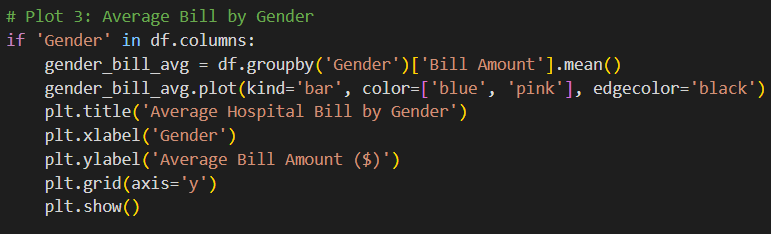 # Plot 3: Average Bill by Gender
if 'Gender' in df.columns:
    gender_bill_avg = df.groupby('Gender')['Bill Amount'].mean()
    gender_bill_avg.plot(kind='bar', color=['blue', 'pink'], edgecolor='black')
    plt.title('Average Hospital Bill by Gender')
    plt.xlabel('Gender')
    plt.ylabel('Average Bill Amount ($)')
    plt.grid(axis='y')
    plt.show()